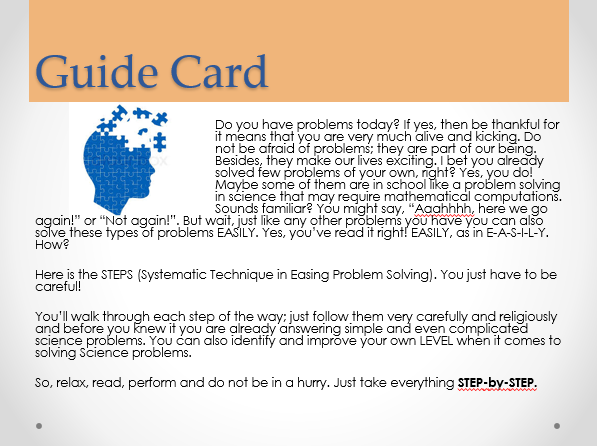 Guide Card
Do you have problems today? If yes, then be thankful for
it means that you are very much alive and kicking. Do
not be afraid of problems; they are part of our being.
Besides, they make our lives exciting. I bet you already
solved few problems of your own, right? Yes, you do!
Maybe some of them are in school like a problem solving
in science that may require mathematical computations.
Sounds familiar? You might say, “Aaahhhh, here we go
again!” or “Not again!”. But wait, just like any other problems you have you can also
solve these types of problems EASILY. Yes, you’ve read it right! EASILY, as in E-A-S-I-L-Y.
How?
Here is the STEPS (Systematic Technique in Easing Problem Solving). You just have to be
careful!
You’ll walk through each step of the way; just follow them very carefully and religiously
and before you knew it you are already answering simple and even complicated
science problems. You can also identify and improve your own LEVEL when it comes to
solving Science problems.
So, relax, read, perform and do not be in a hurry. Just take everything STEP-by-STEP.